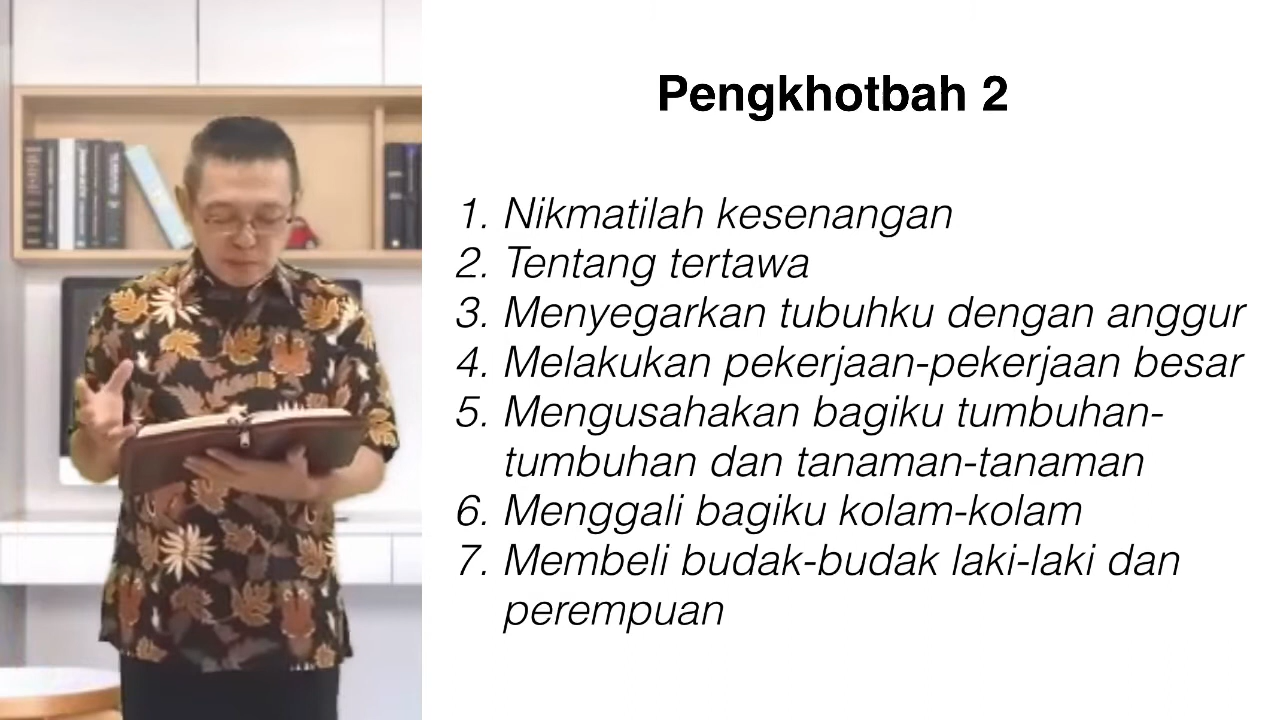 Pengkhotbah 2
1. Nikmatilah kesenangan
2. Tentang tertawa
3. Menyegarkan tubuhku dengan anggur
4. Melakukan pekerjaan-pekerjaan besar
5. Mengusahakan bagiku tumbuhan-
tumbuhan dan tanaman-tanaman
6. Menggali bagiku kolam-kolam
7. Membeli budak-budak laki-laki dan
perempuan